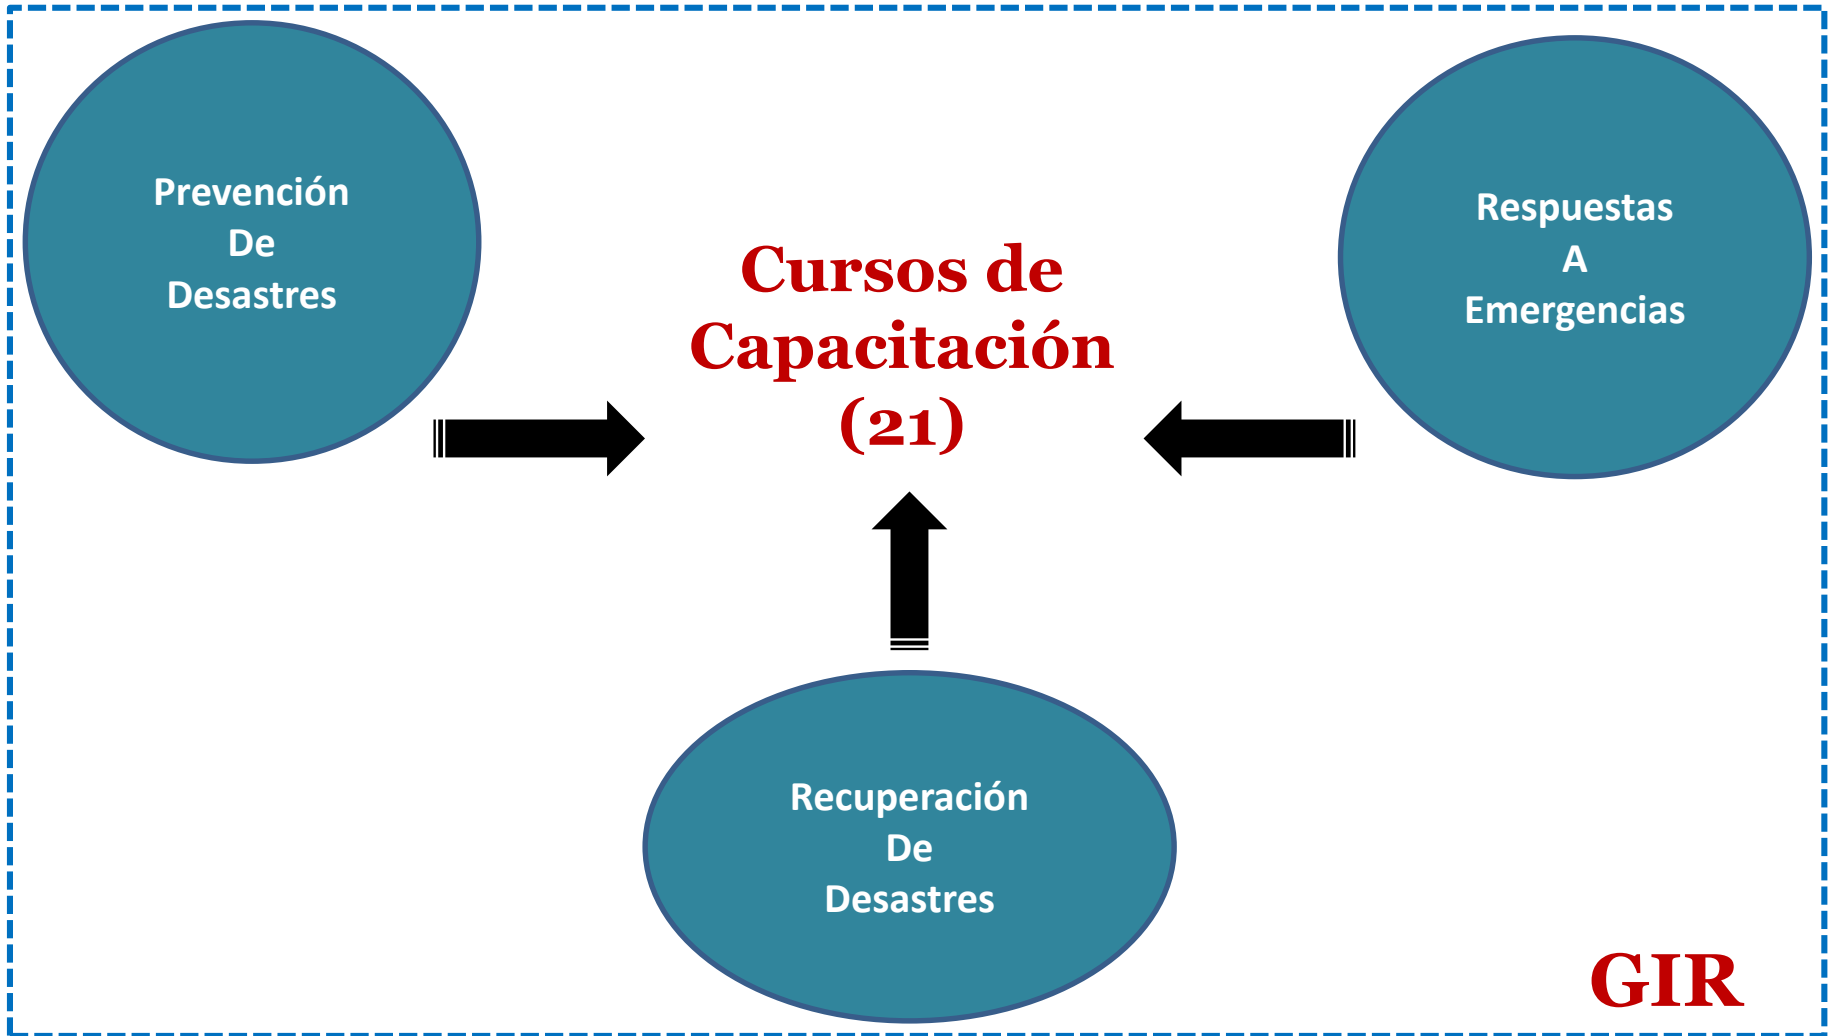 Prevención
De
Desastres
Cursos de
Capacitación
(21)
Respuestas
A
Emergencias
Recuperación
De
Desastres
GIR